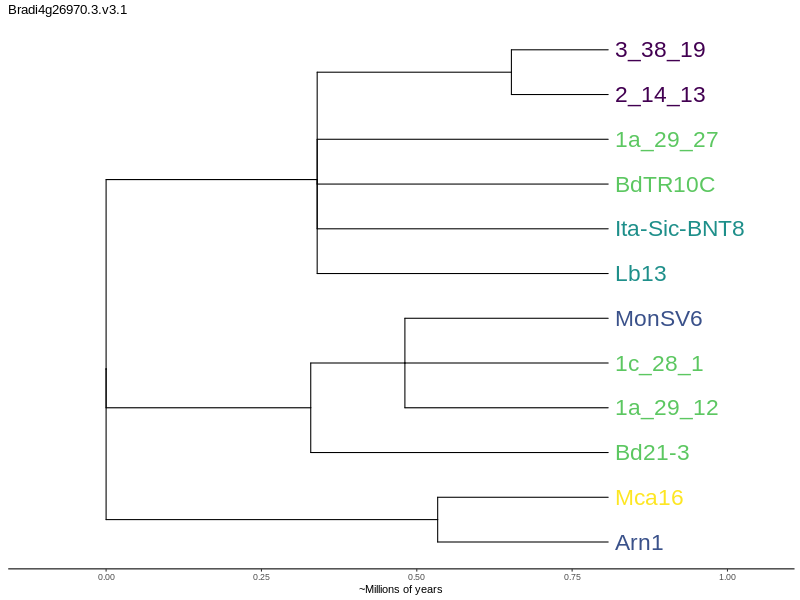 Bradi4g26970.3.v3.1
3_38_19
2_14_13
1a_29_27
BdTR10C
Ita-Sic-BNT8
Lb13
MonSV6
1c_28_1
1a_29_12
Bd21-3
Mca16
Arn1
0.00 0.25 0.50 0.75 1.00
~Millions of years